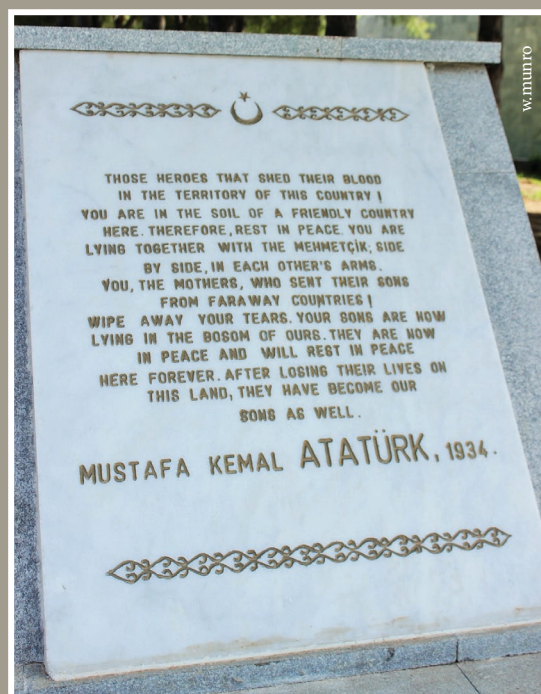 w.munro
THOSE HEROES THAT SHED THEIR BLOOD
IN THE TERRITORY OF THIS COUNTRY!
YOU ARE IN THE SOIL OF A FRIENDLY COUNTRY
HERE. THEREFORE, REST IN PEACE. YOU ARE
LYING TOGETHER WITH THE MEHMETÇİK; SIDE
BY SIDE, IN EACH OTHER'S ARMS.
YOU, THE MOTHERS, WHO SENT THEIR SONS
FROM FARAWAY COUNTRIES!
WIPE AWAY YOUR TEARS. YOUR SONS ARE NOW
LYING IN THE BOSOM OF OURS. THEY ARE NOW
IN PEACE AND WILL REST IN PEACE
HERE FOREVER. AFTER LOSING THEIR LIVES ON
THIS LAND, THEY HAVE BECOME OUR
SONS AS WELL.
MUSTAFA KEMAL ATATÜRK, 1934.